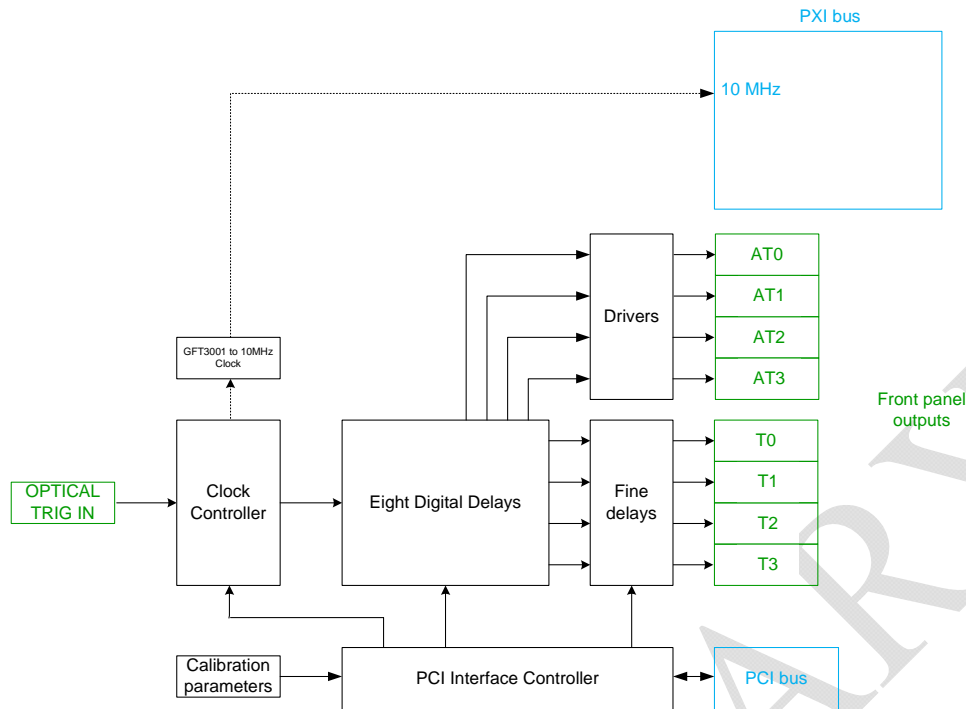 PXI bus
10 MHz
AT0
AT1
Drivers
AT2
AT3
GFT3001 to 10MHz
Clock
Front panel
outputs
T0
T1
T2
T3
OPTICAL
TRIG IN
Clock
Controller
Eight Digital Delays
Fine
delays
Calibration
parameters
PCI Interface Controller
PCI bus
ARY